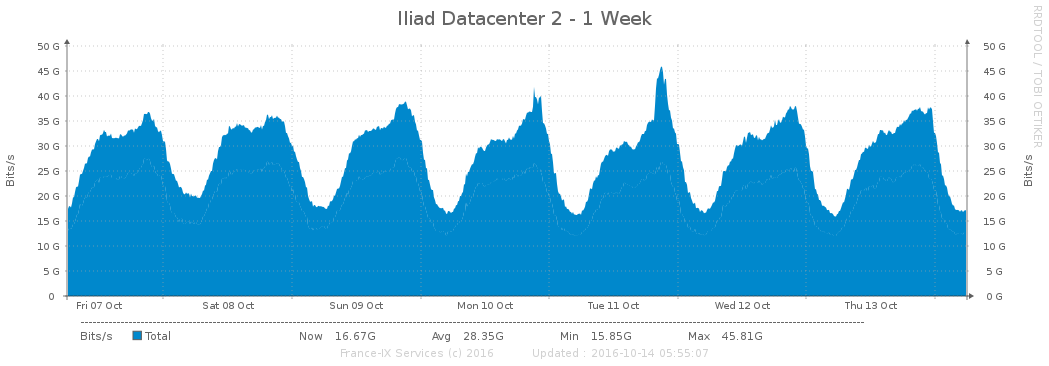 Iliad Datacenter 2 - 1 Week
RRDTOOL / TOBI OETIKER
50 G 50 G
45 G 45 G
40 G 40 G
35 G 35 G
30 G 30 G
25 G 25 G
20 G 20 G
15 G 15 G
10 G 10 G
5 G 5 G
0 0 G
Bits/s
Bits/s
Fri 07 Oct Sat 08 Oct Sun 09 Oct Mon 10 Oct Tue 11 Oct Wed 12 Oct Thu 13 Oct
Bits/s Total Now 16.67G Avg 28.35G Min 15.85G Max 45.81G
France-IX Services (c) 2016 Updated : 2016-10-14 05:55:07